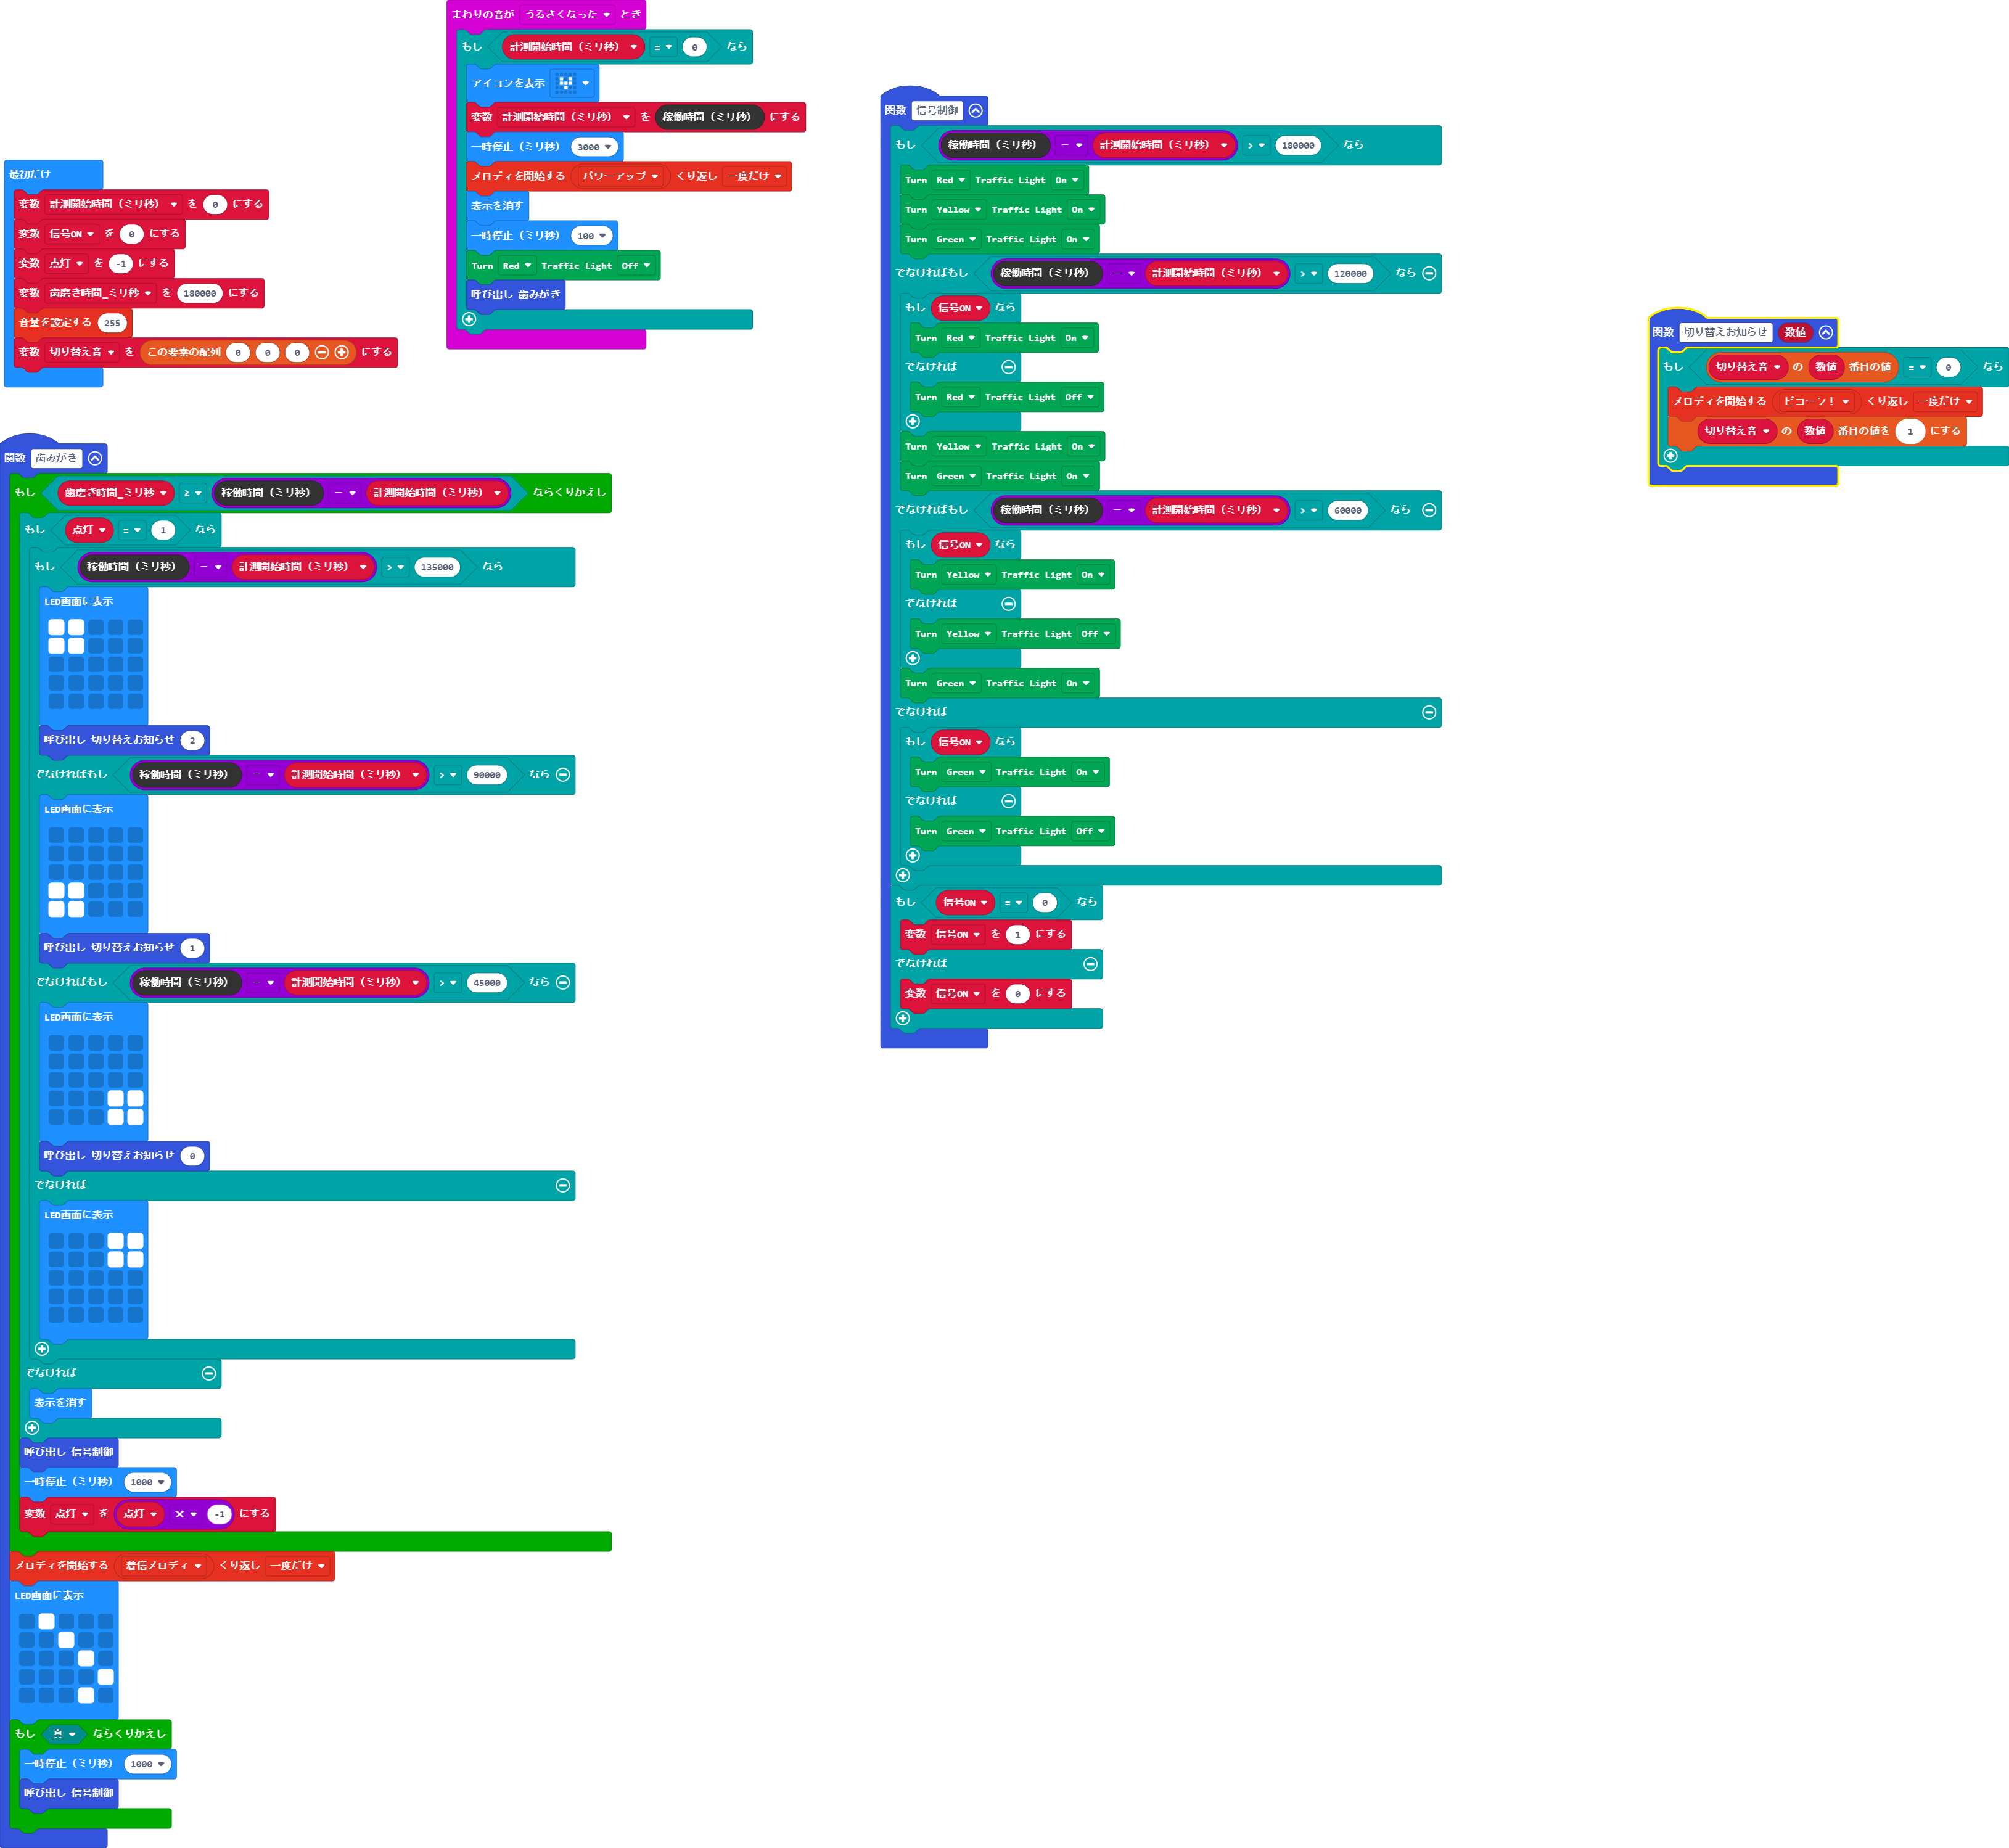 最初だけ
変数 計測開始時間（ミリ秒） を 0 にする
変数 信号ON を 0 にする
変数 点灯 を -1 にする
変数 歯磨き時間_ミリ秒 を 180000 にする
音量を設定する 255
変数 切り替え音 を この要素の配列 0 0 0 にする
まわりの音が うるさくなった とき
もし 計測開始時間（ミリ秒） = 0 なら
アイコンを表示
変数 計測開始時間（ミリ秒） を 稼働時間（ミリ秒） にする
一時停止（ミリ秒） 3000
メロディを開始する パワーアップ くり返し 一度だけ
表示を消す
一時停止（ミリ秒） 100
Turn Red Traffic Light Off
呼び出し 歯みがき
関数 歯みがき
もし 歯磨き時間_ミリ秒 ≥ 稼働時間（ミリ秒） - 計測開始時間（ミリ秒） ならくりかえし
もし 点灯 = 1 なら
もし 稼働時間（ミリ秒） - 計測開始時間（ミリ秒） > 135000 なら
LED画面に表示
呼び出し 切り替えお知らせ 2
でなければもし 稼働時間（ミリ秒） - 計測開始時間（ミリ秒） > 90000 なら
LED画面に表示
呼び出し 切り替えお知らせ 1
でなければもし 稼働時間（ミリ秒） - 計測開始時間（ミリ秒） > 45000 なら
LED画面に表示
呼び出し 切り替えお知らせ 0
でなければ
LED画面に表示
でなければ
表示を消す
呼び出し 信号制御
一時停止（ミリ秒） 1000
変数 点灯 を 点灯 × -1 にする
メロディを開始する 着信メロディ くり返し 一度だけ
LED画面に表示
もし 真 ならくりかえし
一時停止（ミリ秒） 1000
呼び出し 信号制御
関数 信号制御
もし 稼働時間（ミリ秒） - 計測開始時間（ミリ秒） > 180000 なら
Turn Red Traffic Light On
Turn Yellow Traffic Light On
Turn Green Traffic Light On
でなければもし 稼働時間（ミリ秒） - 計測開始時間（ミリ秒） > 120000 なら
もし 信号ON なら
Turn Red Traffic Light On
でなければ
Turn Red Traffic Light Off
Turn Yellow Traffic Light On
Turn Green Traffic Light On
でなければもし 稼働時間（ミリ秒） - 計測開始時間（ミリ秒） > 60000 なら
もし 信号ON なら
Turn Yellow Traffic Light On
でなければ
Turn Yellow Traffic Light Off
Turn Green Traffic Light On
でなければ
もし 信号ON なら
Turn Green Traffic Light On
でなければ
Turn Green Traffic Light Off
もし 信号ON = 0 なら
変数 信号ON を 1 にする
でなければ
変数 信号ON を 0 にする
関数 切り替えお知らせ 数値
もし 切り替え音 の 数値 番目の値 = 0 なら
メロディを開始する ピコーン！ くり返し 一度だけ
切り替え音 の 数値 番目の値を 1 にする